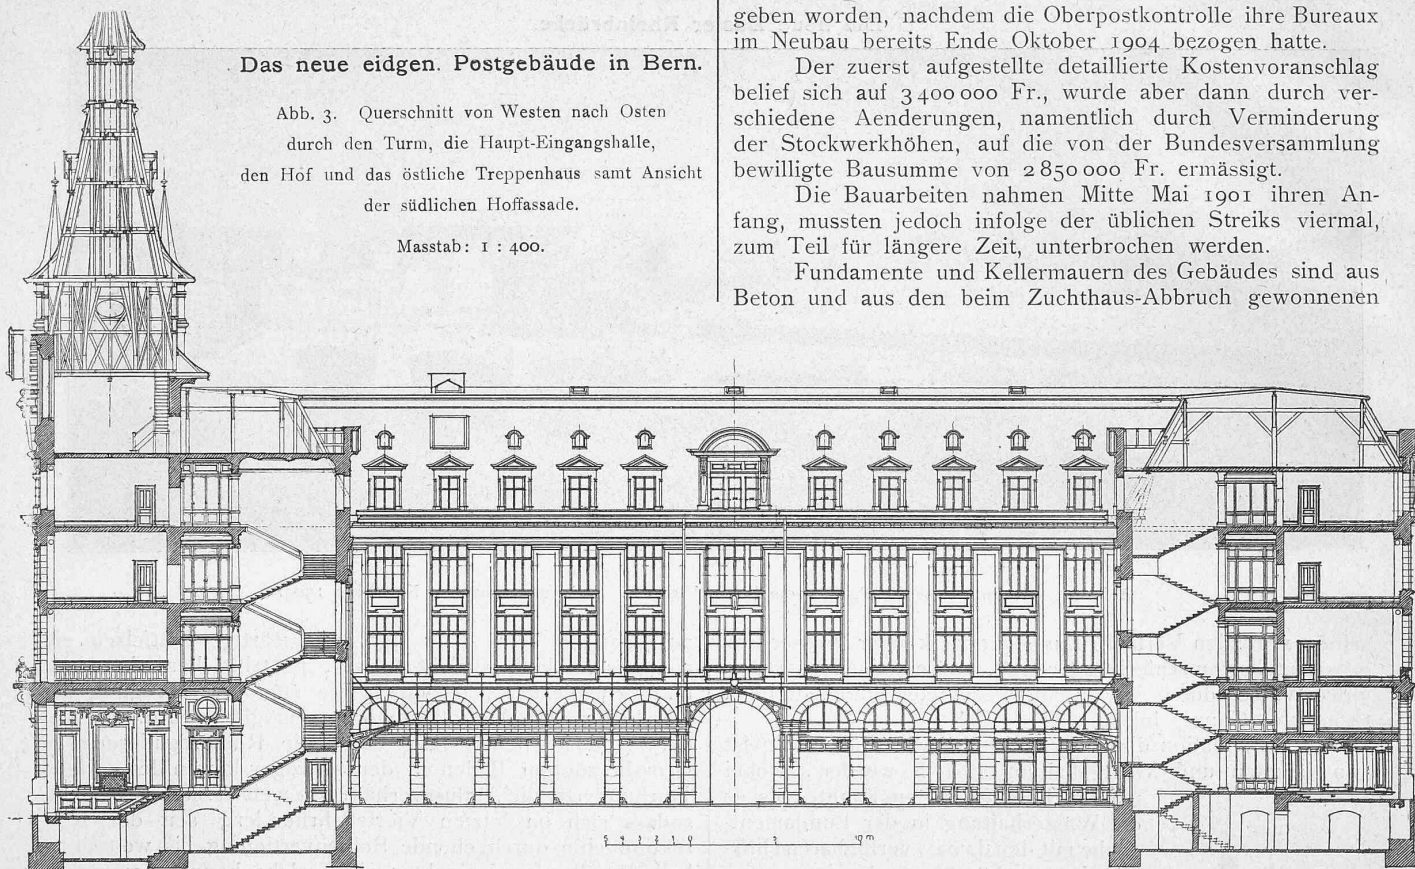 Das neue eidgen. Postgebäude in Bern.
Abb. 3. Querschnitt von Westen nach Osten
durch den Turm, die Haupt-Eingangshalle,
den Hof und das östliche Treppenhaus samt Ansicht
der südlichen Hoffassade.
Masstab: 1 : 400.
geben worden, nachdem die Oberpostkontrolle ihre Bureaux
im Neubau bereits Ende Oktober 1904 bezogen hatte.
Der zuerst aufgestellte detaillierte Kostenvoranschlag
belief sich auf 3 400 000 Fr., wurde aber dann durch ver-
schiedene Aenderungen, namentlich durch Verminderung
der Stockwerkhöhen, auf die von der Bundesversammlung
bewilligte Bausumme von 2 850 000 Fr. ermässigt.
Die Bauarbeiten nahmen Mitte Mai 1901 ihren An-
fang, mussten jedoch infolge der üblichen Streiks viermal,
zum Teil für längere Zeit, unterbrochen werden.
Fundamente und Kellermauern des Gebäudes sind aus
Beton und aus den beim Zuchthaus-Abbruch gewonnenen